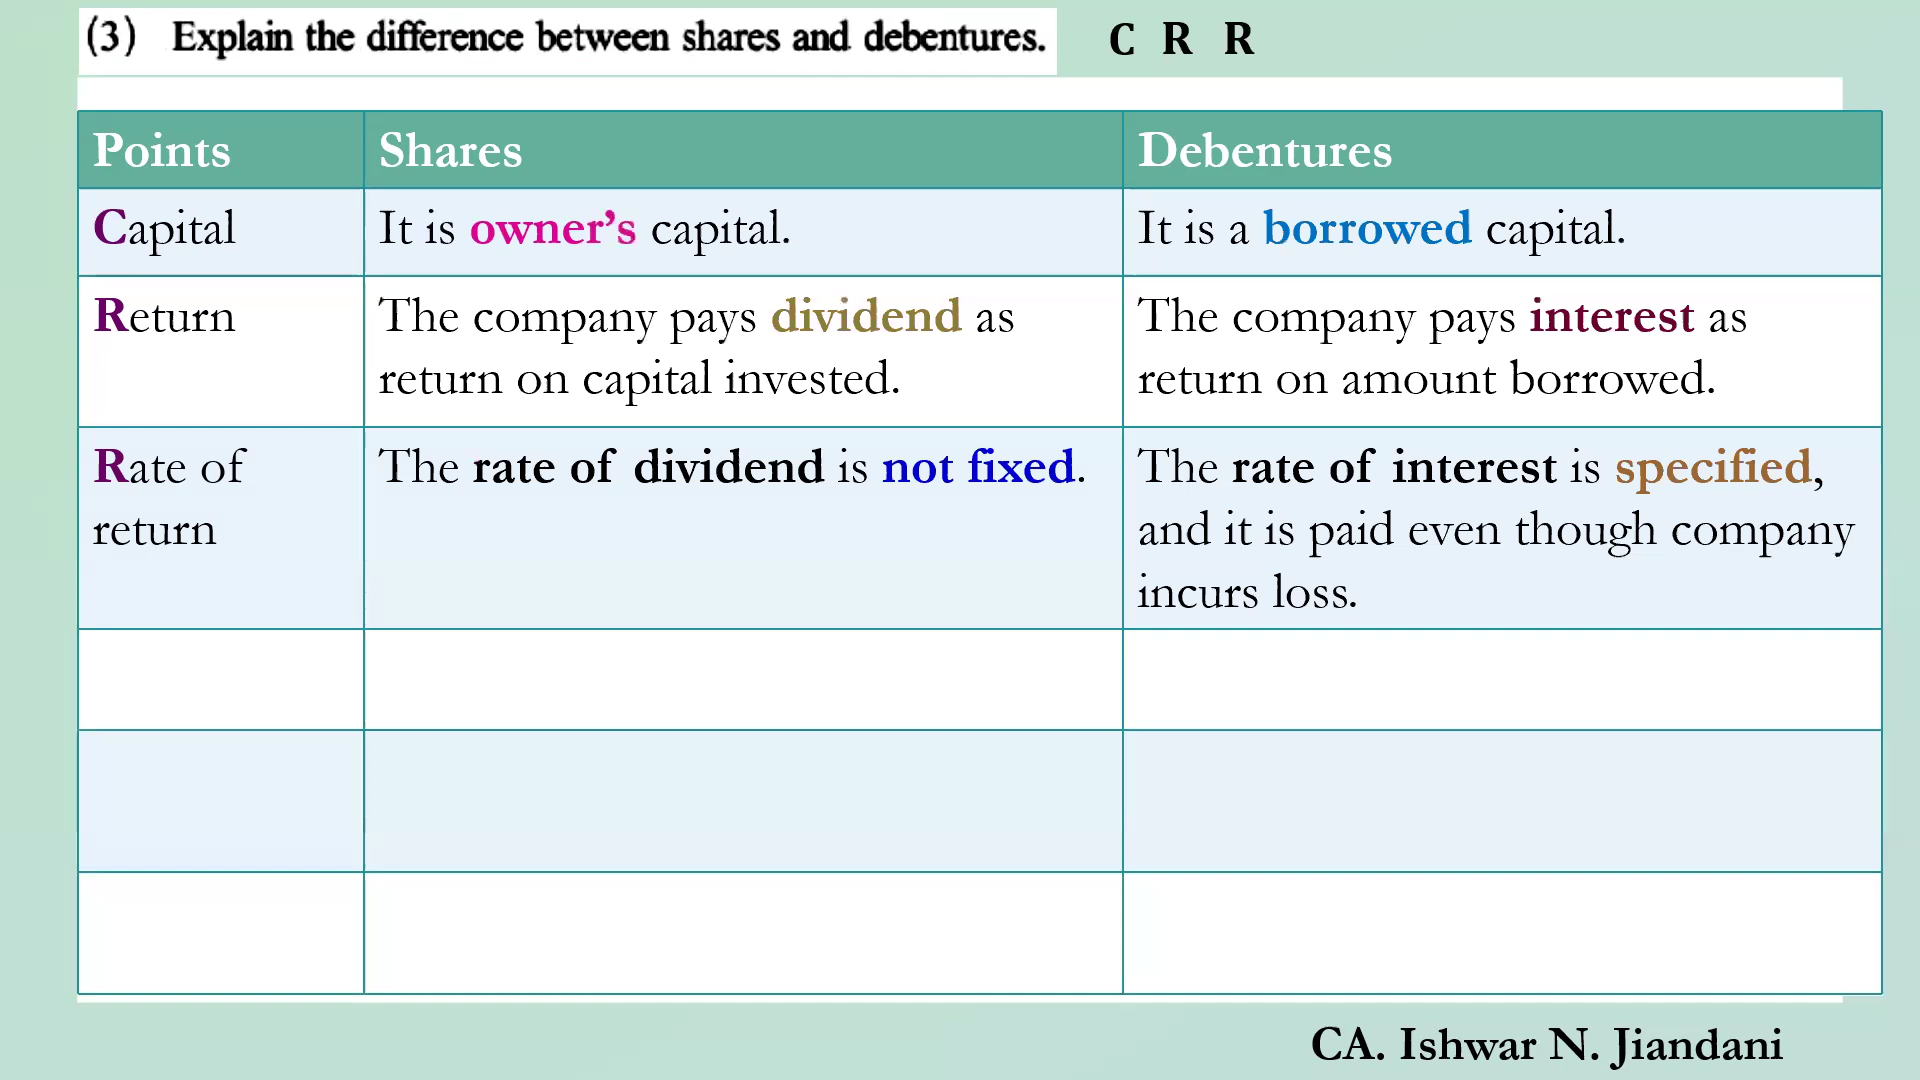 (3) Explain the difference between shares and debentures. C R R
Points Shares Debentures
Capital It is owner’s capital. It is a borrowed capital.
Return The company pays dividend as return on capital invested. The company pays interest as return on amount borrowed.
Rate of return The rate of dividend is not fixed. The rate of interest is specified, and it is paid even though company incurs loss.
CA. Ishwar N. Jiandani